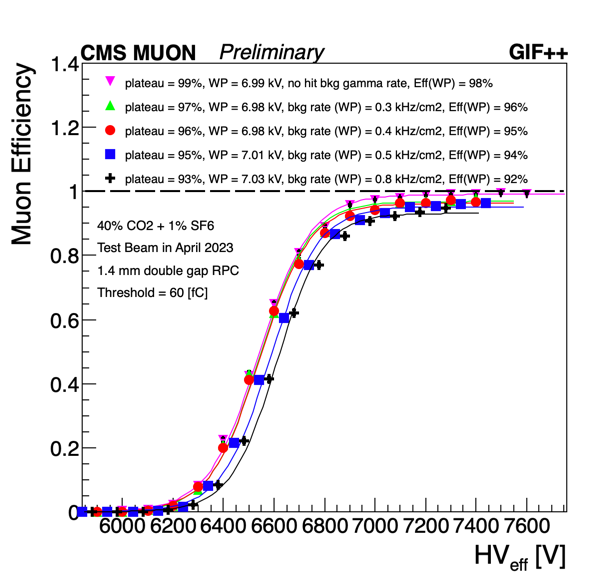 CMS MUON Preliminary GIF++
Muon Efficiency
1.4
1.2
1
0.8
0.6
0.4
0.2
0
plateau = 99%, WP = 6.99 kV, no hit bkg gamma rate, Eff(WP) = 98%
plateau = 97%, WP = 6.98 kV, bkg rate (WP) = 0.3 kHz/cm2, Eff(WP) = 96%
plateau = 96%, WP = 6.98 kV, bkg rate (WP) = 0.4 kHz/cm2, Eff(WP) = 95%
plateau = 95%, WP = 7.01 kV, bkg rate (WP) = 0.5 kHz/cm2, Eff(WP) = 94%
plateau = 93%, WP = 7.03 kV, bkg rate (WP) = 0.8 kHz/cm2, Eff(WP) = 92%
40% CO2 + 1% SF6
Test Beam in April 2023
1.4 mm double gap RPC
Threshold = 60 [fC]
6000 6200 6400 6600 6800 7000 7200 7400 7600
HVeff [V]